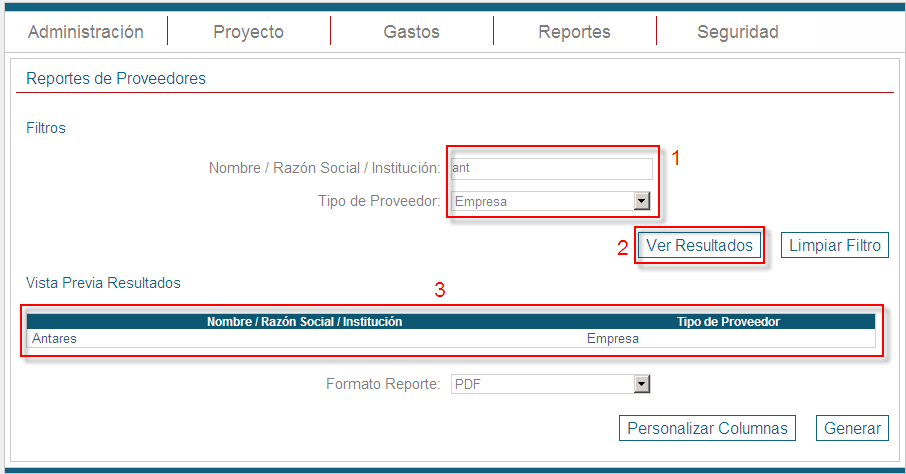 Administración Proyecto Gastos Reportes Seguridad
Reportes de Proveedores
Filtros
Nombre / Razón Social / Institución: ant 1
Tipo de Proveedor: Empresa
2 Ver Resultados Limpiar Filtro
Vista Previa Resultados
3
Nombre / Razón Social / Institución Tipo de Proveedor
Antares Empresa
Formato Reporte: PDF
Personalizar Columnas Generar